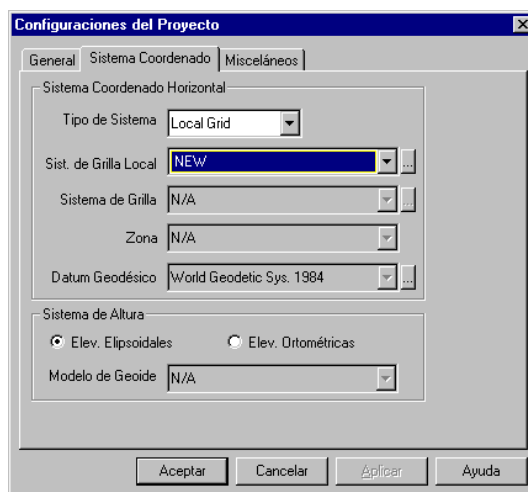 Configuraciones del Proyecto
General Sistema Coordenado Misceláneos
Sistema Coordenado Horizontal
Tipo de Sistema Local Grid
Sist. de Grilla Local NEW ...
Sistema de Grilla N/A ...
Zona N/A
Datum Geodésico World Geodetic Sys. 1984 ...
Sistema de Altura
Elev. Elipsoidales Elev. Ortométricas
Modelo de Geoide N/A
Aceptar Cancelar Aplicar Ayuda